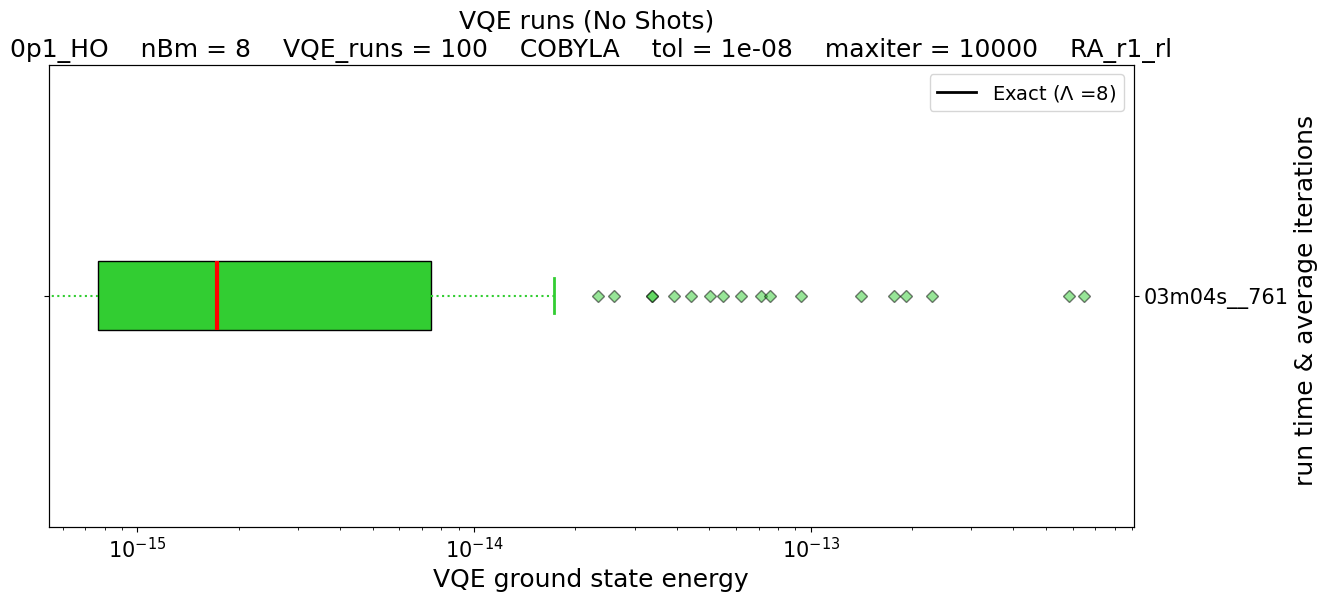 VQE runs (No Shots)
0p1_HO    nBm = 8    VQE_runs = 100    COBYLA    tol = 1e-08    maxiter = 10000    RA_r1_rl
Exact (Λ =8)
03m04s__761
run time & average iterations
10⁻¹⁵ 10⁻¹⁴ 10⁻¹³
VQE ground state energy